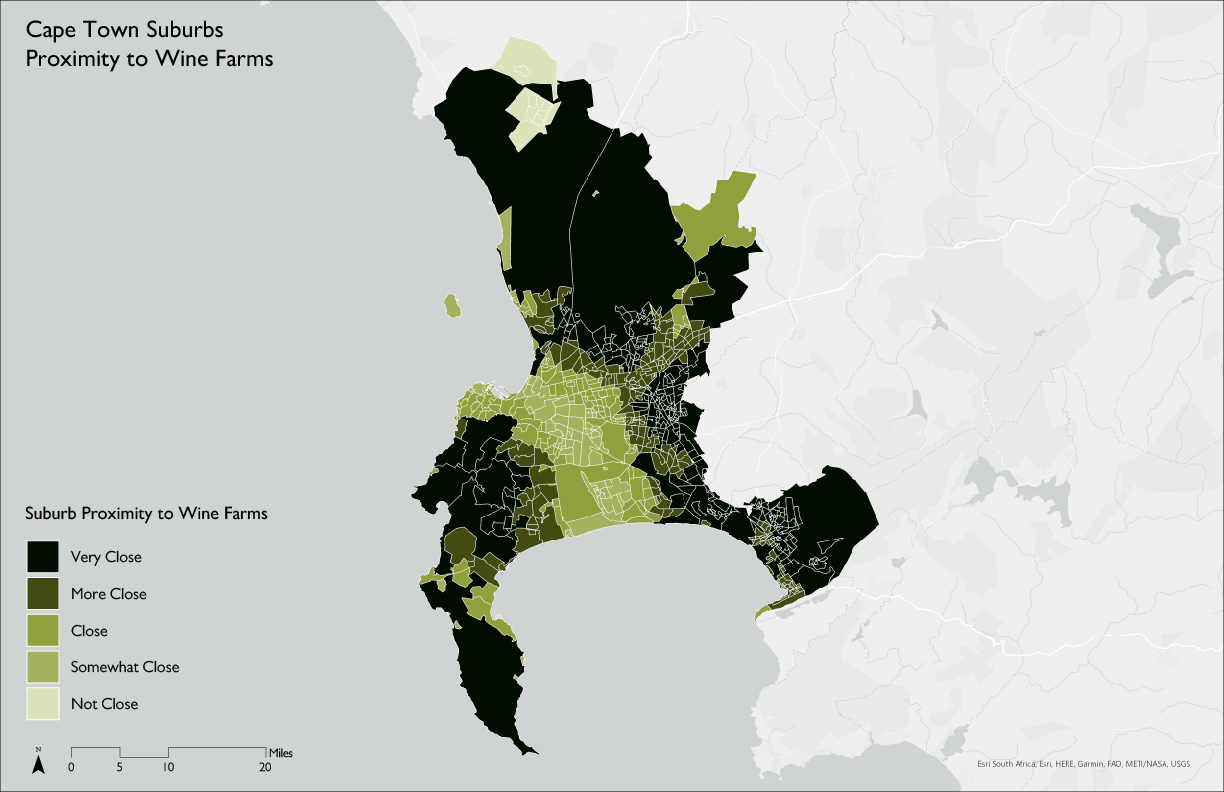 Cape Town Suburbs
Proximity to Wine Farms
Suburb Proximity to Wine Farms
Very Close
More Close
Close
Somewhat Close
Not Close
N
Miles
0 5 10 20
Esri South Africa, Esri, HERE, Garmin, FAO, METI/NASA, USGS